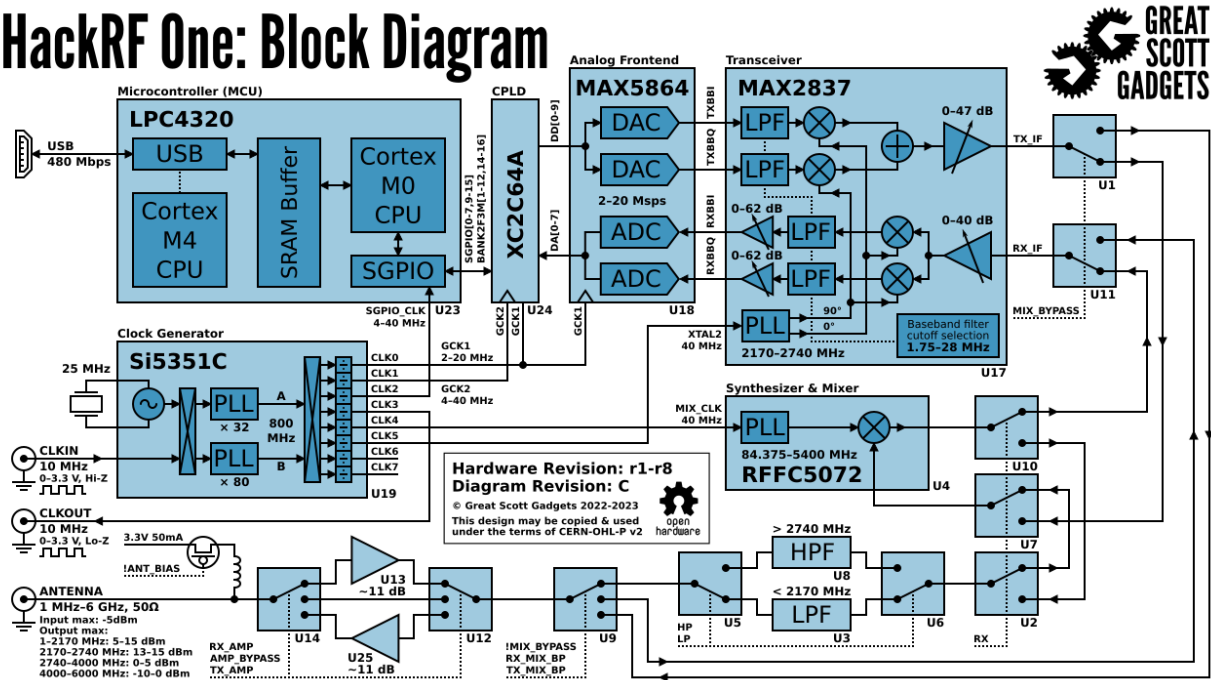 HackRF One: Block Diagram
GREAT
SCOTT
GADGETS
Microcontroller (MCU)
LPC4320
USB
480 Mbps
USB
SRAM Buffer
Cortex
M0
CPU
Cortex
M4
CPU
SGPIO
U23
SGPIO_CLK
4–40 MHz
SGPIO[0-7,9-15]
BANK2F3M[1-12,14-16]
CPLD
XC2C64A
GCK2
GCK1
U24
DD[0-9]
DA[0-7]
Analog Frontend
MAX5864
DAC
DAC
2–20 Msps
ADC
ADC
GCK1
U18
TXBBI
TXBBQ
RXBBI
RXBBQ
Transceiver
MAX2837
LPF
LPF
0–47 dB
0–62 dB
LPF
0–62 dB
LPF
0–40 dB
PLL
90°
0°
2170–2740 MHz
Baseband filter
cutoff selection
1.75–28 MHz
U17
XTAL2
40 MHz
TX_IF
RX_IF
U1
U11
MIX_BYPASS
Clock Generator
Si5351C
25 MHz
PLL
× 32
PLL
× 80
A
800
MHz
B
CLK0
CLK1
CLK2
CLK3
CLK4
CLK5
CLK6
CLK7
U19
GCK1
2-20 MHz
GCK2
4–40 MHz
CLKIN
10 MHz
0–3.3 V, Hi-Z
CLKOUT
10 MHz
0–3.3 V, Lo-Z
Synthesizer & Mixer
MIX_CLK
40 MHz
PLL
84.375–5400 MHz
RFFC5072
U4
U10
U7
U2
RX
Hardware Revision: r1-r8
Diagram Revision: C
© Great Scott Gadgets 2022-2023
This design may be copied & used
under the terms of CERN-OHL-P v2
open
hardware
3.3V 50mA
!ANT_BIAS
ANTENNA
1 MHz–6 GHz, 50Ω
Input max: -5dBm
Output max:
1–2170 MHz: 5–15 dBm
2170–2740 MHz: 13–15 dBm
2740–4000 MHz: 0–5 dBm
4000–6000 MHz: -10–0 dBm
U14
U13
~11 dB
U25
~11 dB
U12
RX_AMP
AMP_BYPASS
TX_AMP
U9
!MIX_BYPASS
RX_MIX_BP
TX_MIX_BP
U5
HP
LP
> 2740 MHz
HPF
U8
< 2170 MHz
LPF
U3
U6